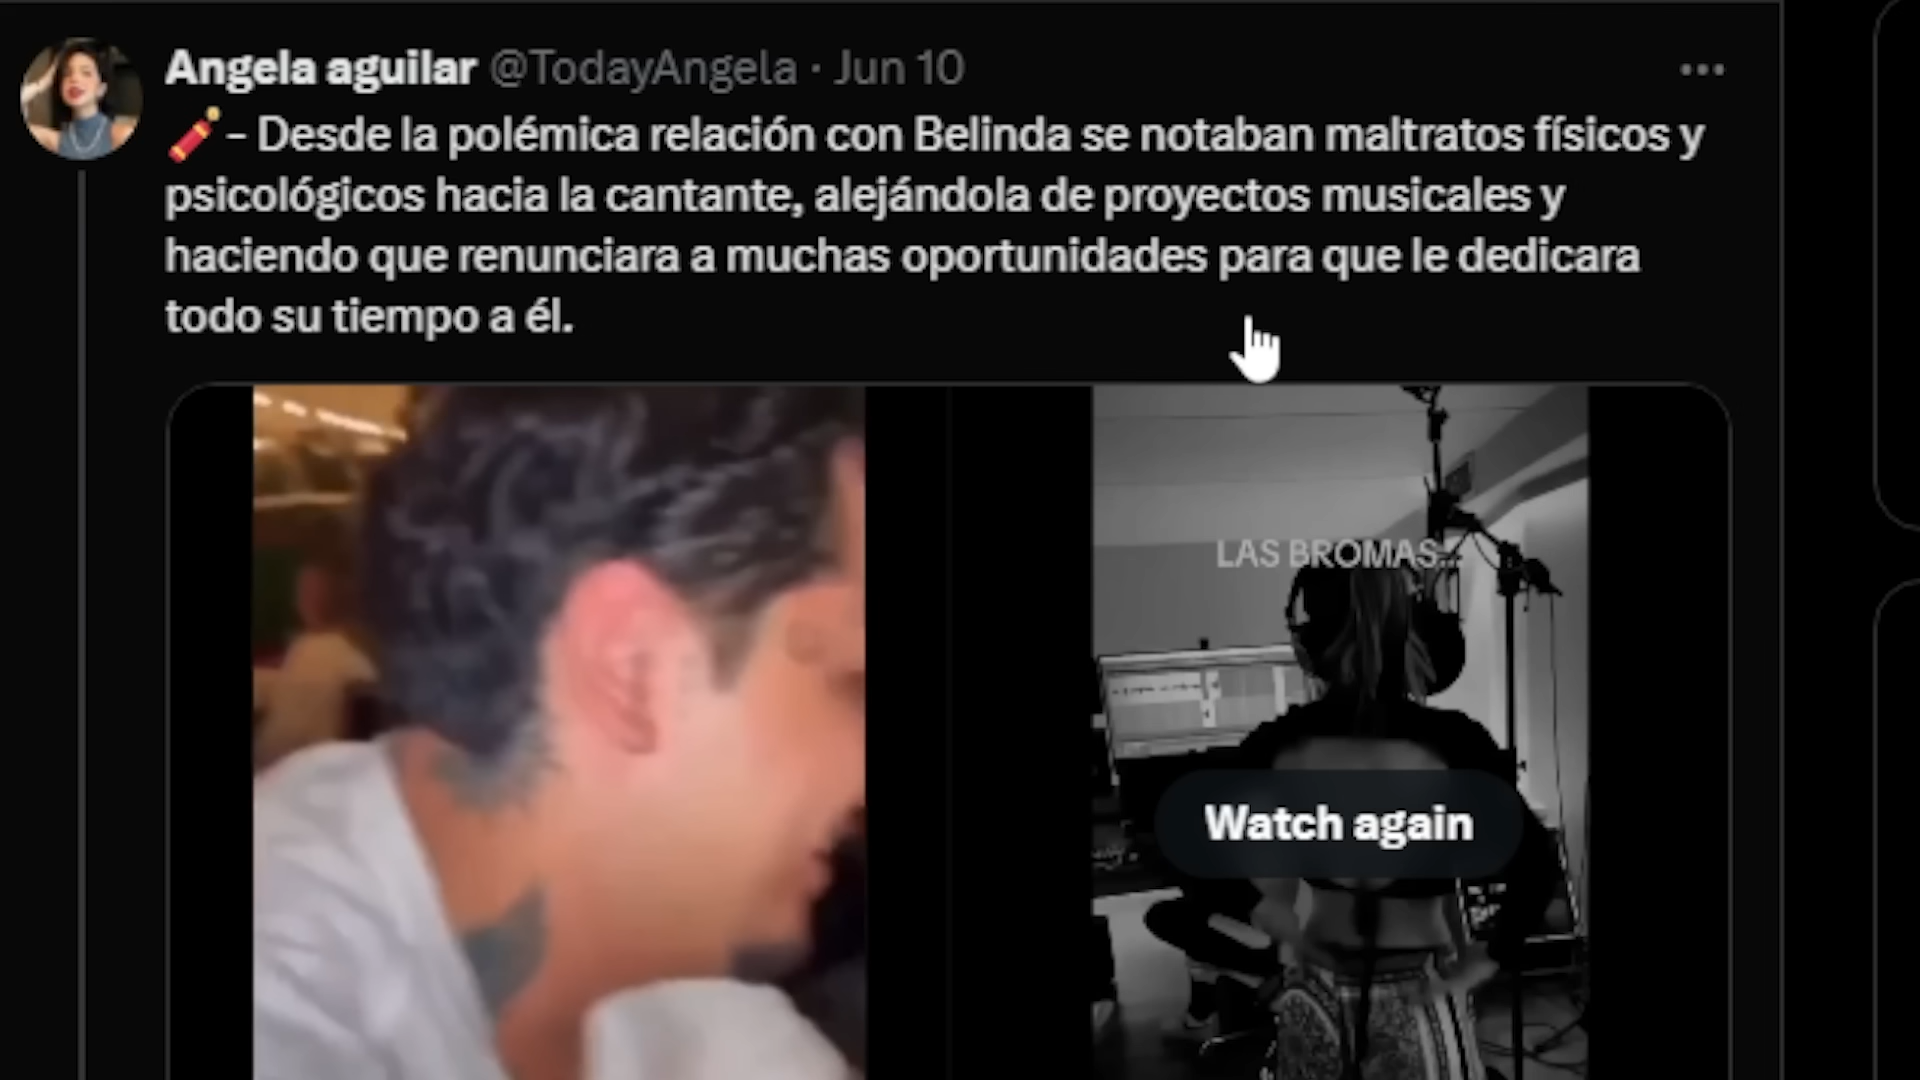 Angela aguilar @TodayAngela · Jun 10
🧨 - Desde la polémica relación con Belinda se notaban maltratos físicos y
psicológicos hacia la cantante, alejándola de proyectos musicales y
haciendo que renunciara a muchas oportunidades para que le dedicara
todo su tiempo a él.
LAS BROMAS...
Watch again